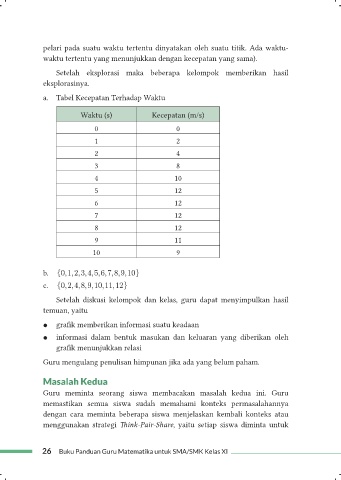 pelari pada suatu waktu tertentu dinyatakan oleh suatu titik. Ada waktu-
waktu tertentu yang menunjukkan dengan kecepatan yang sama).
Setelah eksplorasi maka beberapa kelompok memberikan hasil
eksplorasinya.
a. Tabel Kecepatan Terhadap Waktu
Waktu (s) Kecepatan (m/s)
0 0
1 2
2 4
3 8
4 10
5 12
6 12
7 12
8 12
9 11
10 9
b. {0,1,2,3,4,5,6,7,8,9,10}
c. {0,2,4,8,9,10,11,12}
Setelah diskusi kelompok dan kelas, guru dapat menyimpulkan hasil
temuan, yaitu
● grafik memberikan informasi suatu keadaan
● informasi dalam bentuk masukan dan keluaran yang diberikan oleh
grafik menunjukkan relasi
Guru mengulang penulisan himpunan jika ada yang belum paham.
Masalah Kedua
Guru meminta seorang siswa membacakan masalah kedua ini. Guru
memastikan semua siswa sudah memahami konteks permasalahannya
dengan cara meminta beberapa siswa menjelaskan kembali konteks atau
menggunakan strategi Think-Pair-Share, yaitu setiap siswa diminta untuk
26 Buku Panduan Guru Matematika untuk SMA/SMK Kelas XI